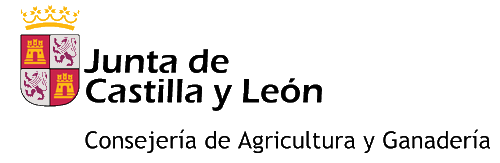 Junta de
Castilla y León
Consejería de Agricultura y Ganadería